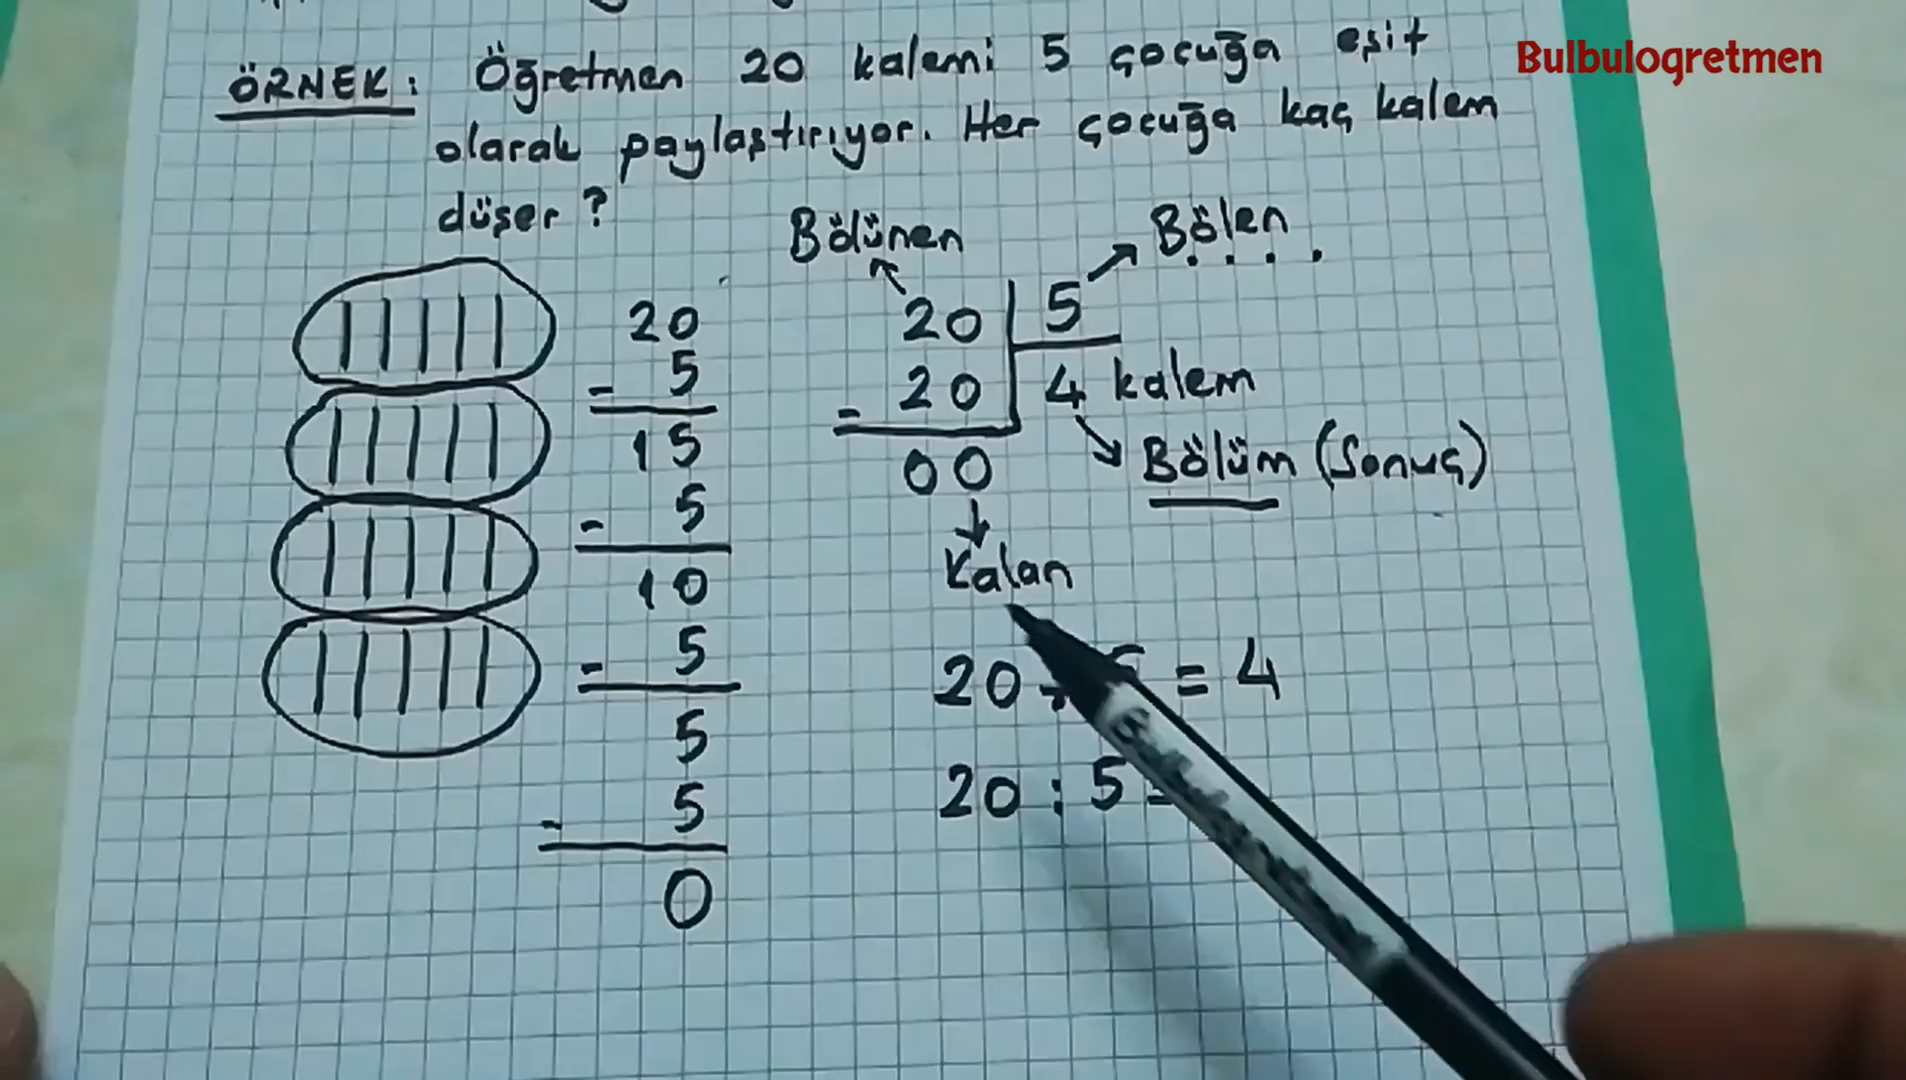 Bulbulogretmen
ÖRNEK: Öğretmen 20 kalemi 5 çocuğa eşit
olarak paylaştırıyor. Her çocuğa kaç kalem
düşer?
Bölünen
Bölen
20
- 5
15
- 5
10
- 5
5
- 5
0
20 5
- 20 4 kalem
00
Bölüm (Sonuç)
Kalan
20 = 4
20 : 5